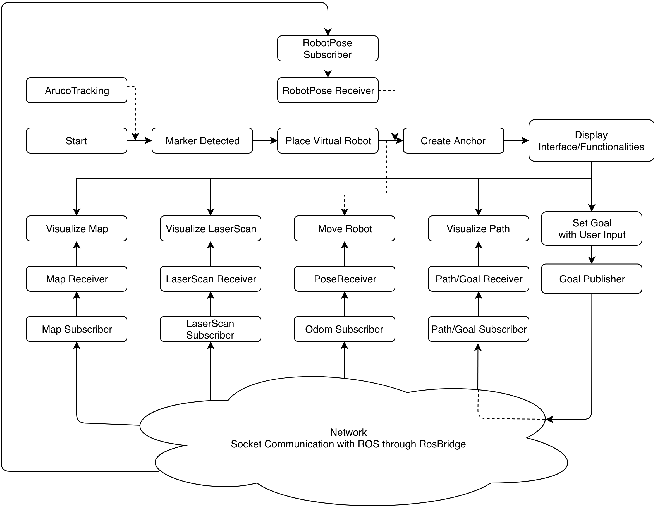 RobotPose
Subscriber
ArucoTracking
RobotPose Receiver
Start
Marker Detected
Place Virtual Robot
Create Anchor
Display
Interface/Functionalities
Visualize Map
Visualize LaserScan
Move Robot
Visualize Path
Set Goal
with User Input
Map Receiver
LaserScan Receiver
PoseReceiver
Path/Goal Receiver
Goal Publisher
Map Subscriber
LaserScan
Subscriber
Odom Subscriber
Path/Goal Subscriber
Network
Socket Communication with ROS through RosBridge